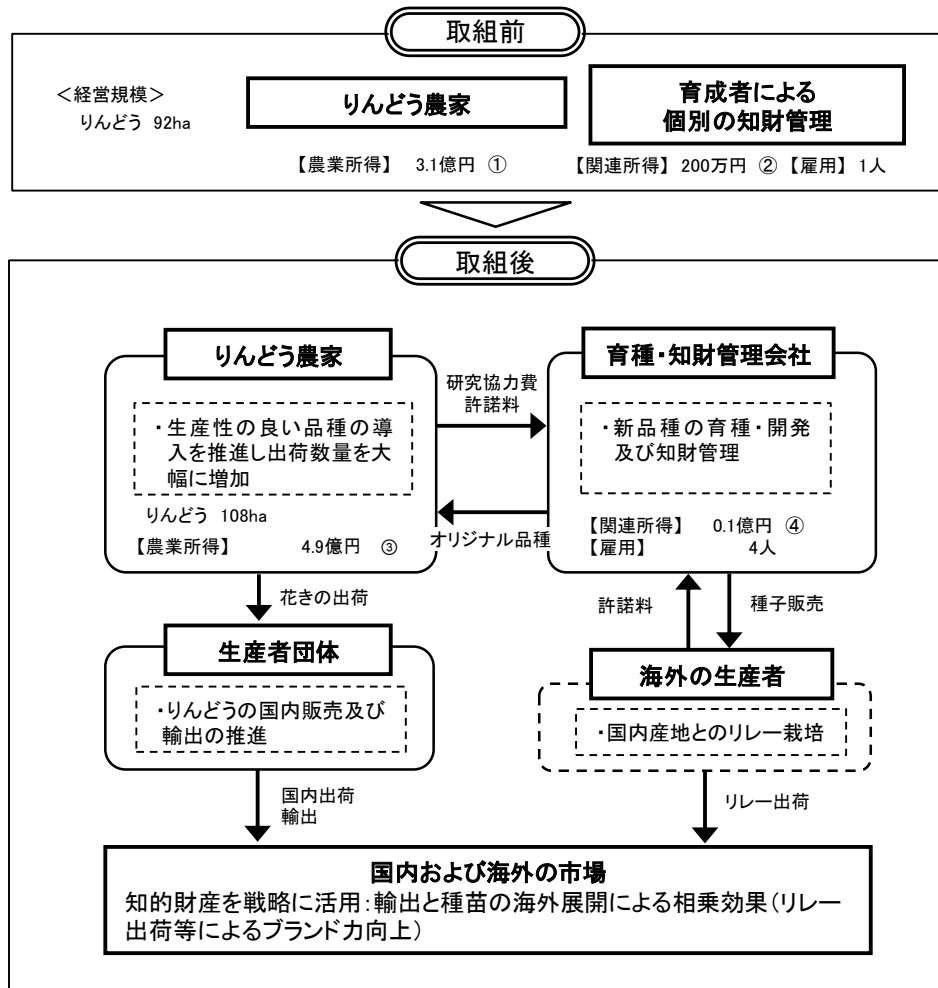 取組前
＜経営規模＞
りんどう 92ha
りんどう農家
育成者による
個別の知財管理
【農業所得】 3.1億円 ①
【関連所得】 200万円 ② 【雇用】 1人
取組後
りんどう農家
・生産性の良い品種の導
入を推進し出荷数量を大
幅に増加
りんどう 108ha
【農業所得】 4.9億円 ③
研究協力費
許諾料
オリジナル品種
育種・知財管理会社
・新品種の育種・開発
及び知財管理
【関連所得】 0.1億円 ④
【雇用】 4人
花きの出荷
許諾料
種子販売
生産者団体
・りんどうの国内販売及び
輸出の推進
海外の生産者
・国内産地とのリレー栽培
国内出荷
輸出
リレー出荷
国内および海外の市場
知的財産を戦略に活用：輸出と種苗の海外展開による相乗効果（リレー
出荷等によるブランド力向上）